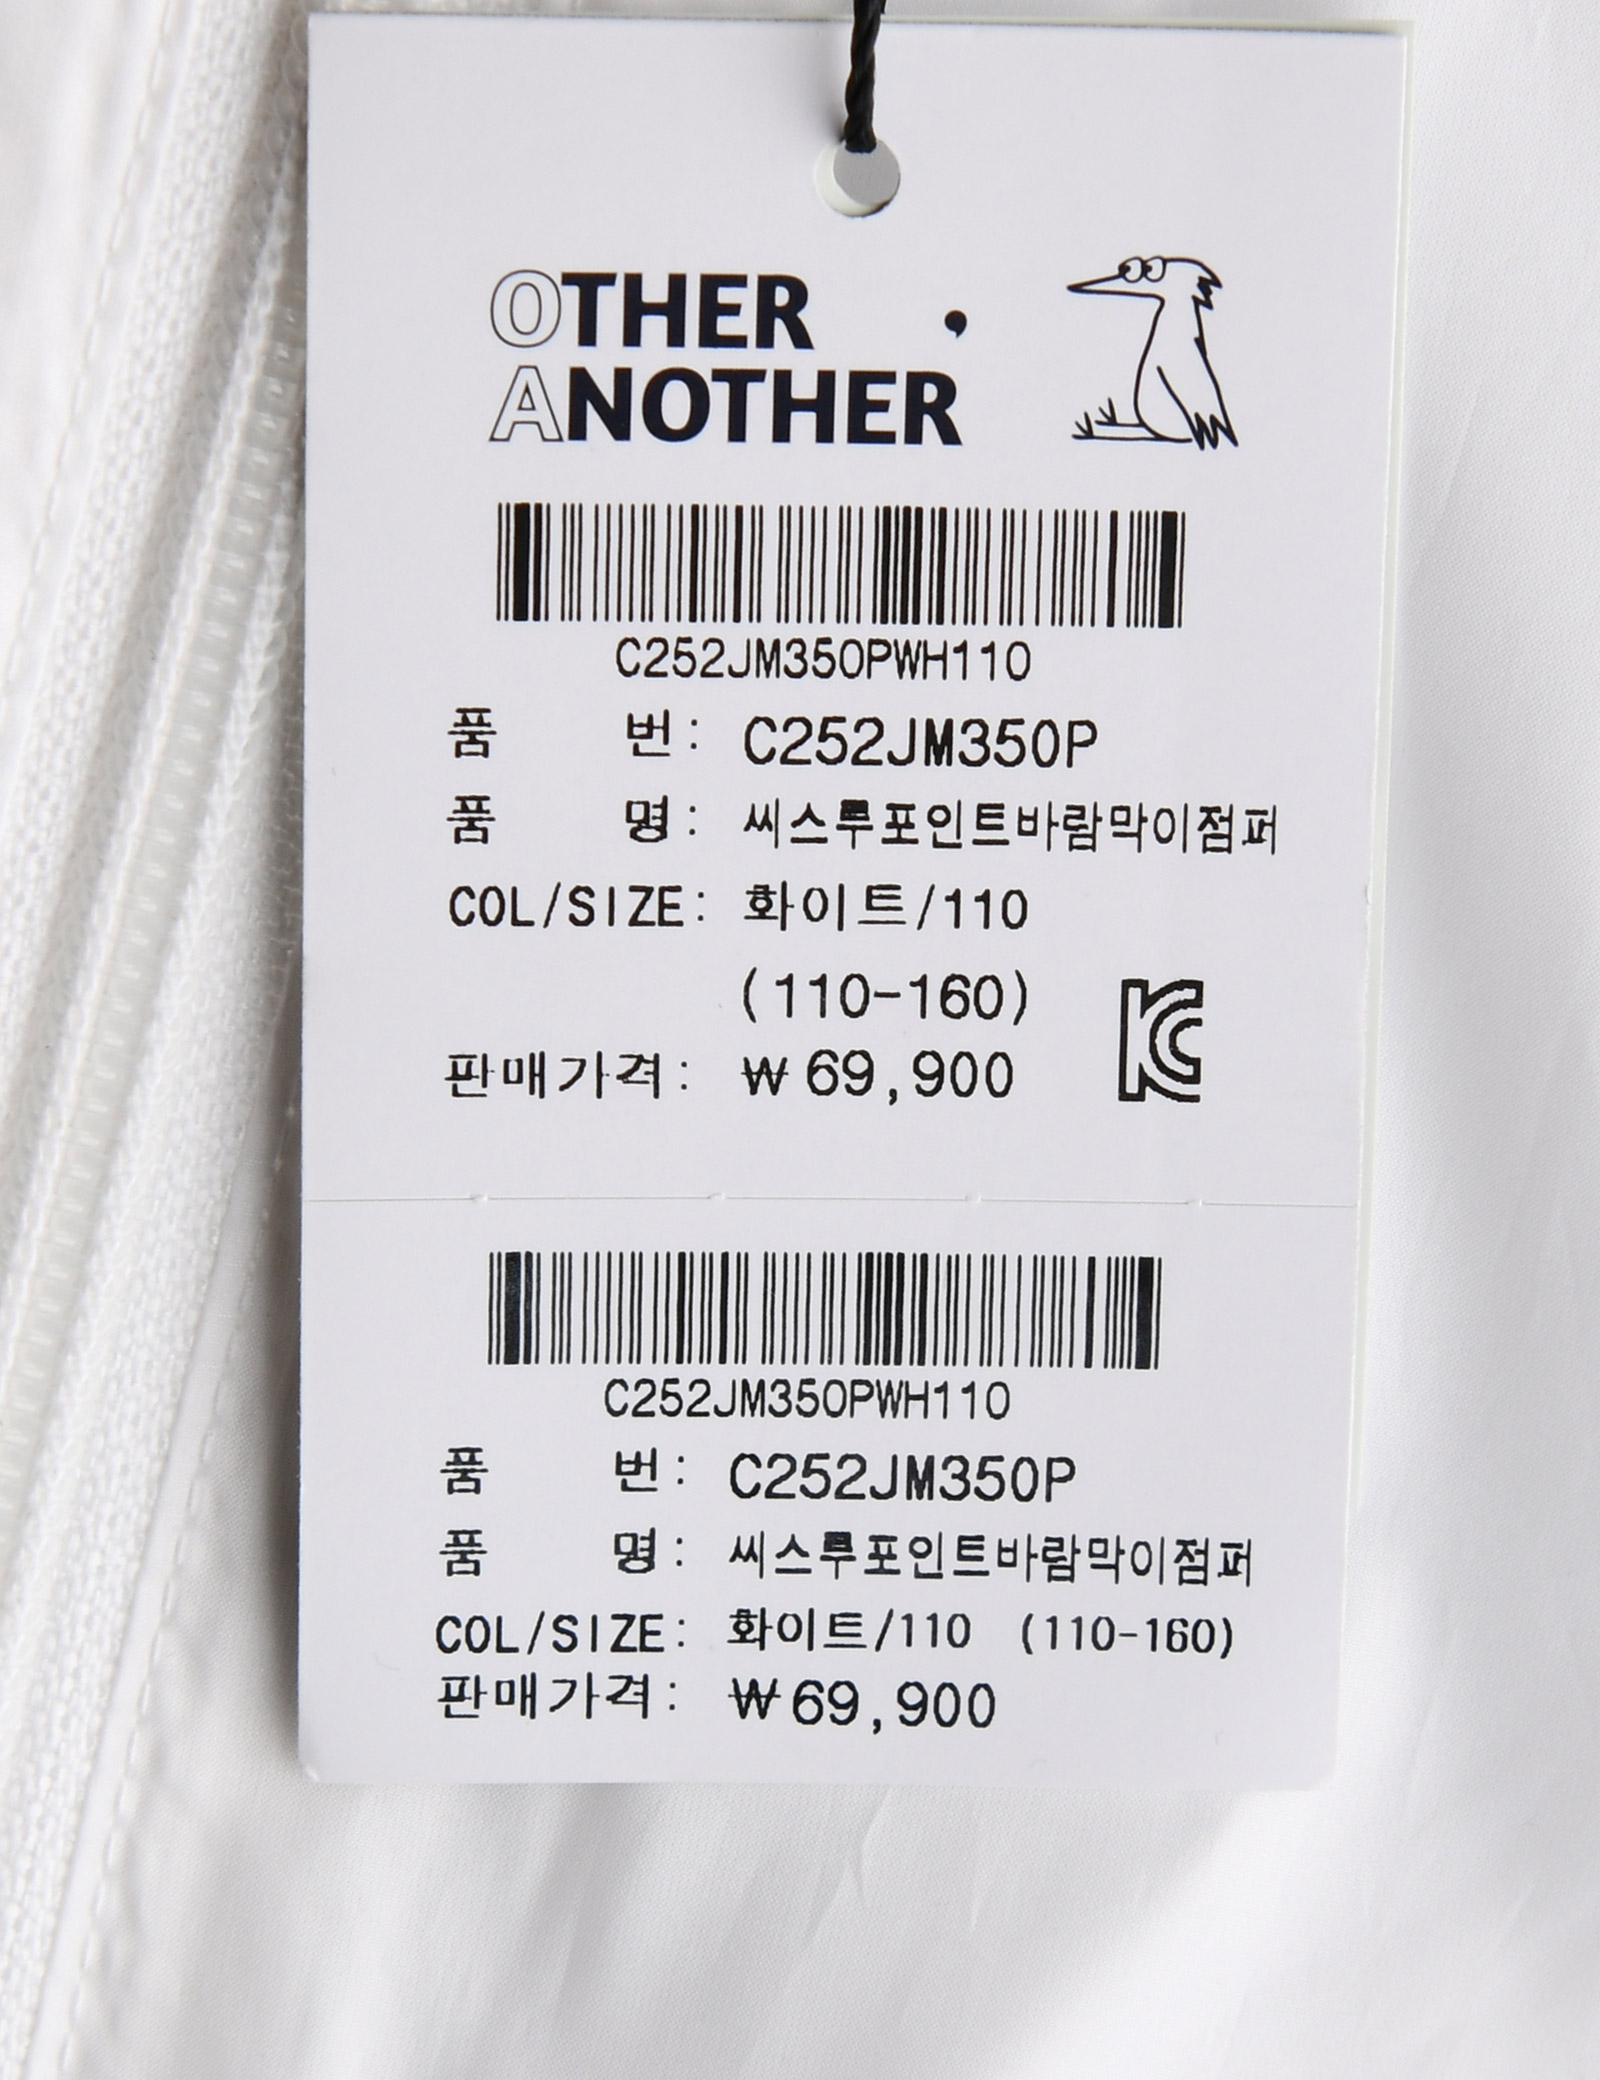 OTHER
ANOTHER
C252JM350PWH110
품 번: C252JM350P
품 명: 씨스루포인트바람막이점퍼
COL/SIZE: 화이트/110
(110-160)
판매가격: ₩69,900
KC
C252JM350PWH110
품 번: C252JM350P
품 명: 씨스루포인트바람막이점퍼
COL/SIZE: 화이트/110 (110-160)
판매가격: ₩69,900